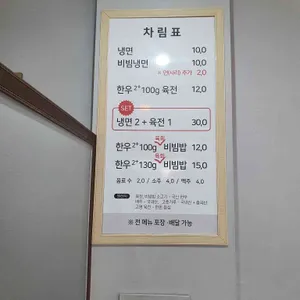 차림표
냉면 10,0
비빔냉면 10,0
※ 면(사리) 추가 2,0
한우 2⁺ 100g 육전 12,0
SET
냉면 2 + 육전 1 30,0
육회
한우 2⁺ 100g 비빔밥 12,0
육회
한우 2⁺ 130g 비빔밥 15,0
음료수 2,0 / 소주 4,0 / 맥주 4,0
※ 전 메뉴 포장·배달 가능